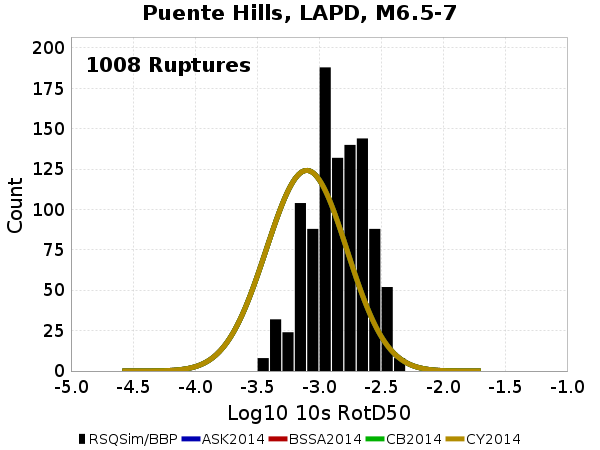 Puente Hills, LAPD, M6.5-7
1008 Ruptures
200
175
150
125
100
75
50
25
0
Count
-5.0 -4.5 -4.0 -3.5 -3.0 -2.5 -2.0 -1.5 -1.0
Log10 10s RotD50
RSQSim/BBP ASK2014 BSSA2014 CB2014 CY2014